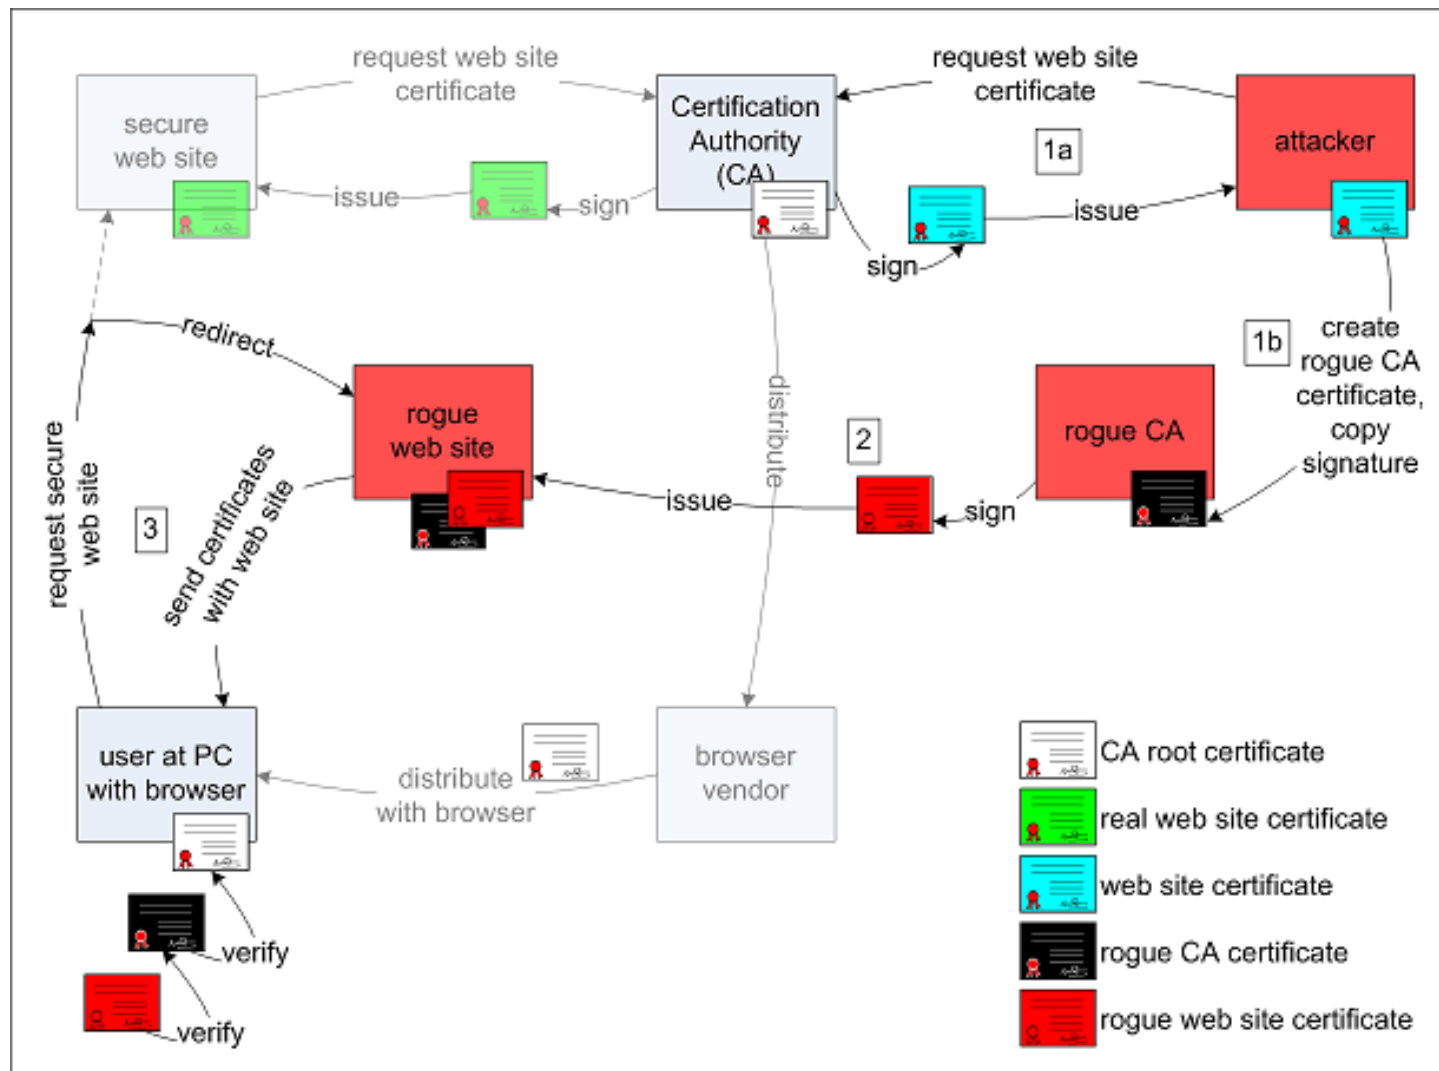 request web site
certificate
secure
web site
issue
sign
Certification
Authority
(CA)
request web site
certificate
1a
attacker
issue
sign
redirect
1b
create
rogue CA
certificate,
copy
signature
rogue
web site
distribute
2
rogue CA
issue
sign
request secure
web site
3
send certificates
with web site
user at PC
with browser
distribute
with browser
browser
vendor
verify
verify
CA root certificate
real web site certificate
web site certificate
rogue CA certificate
rogue web site certificate